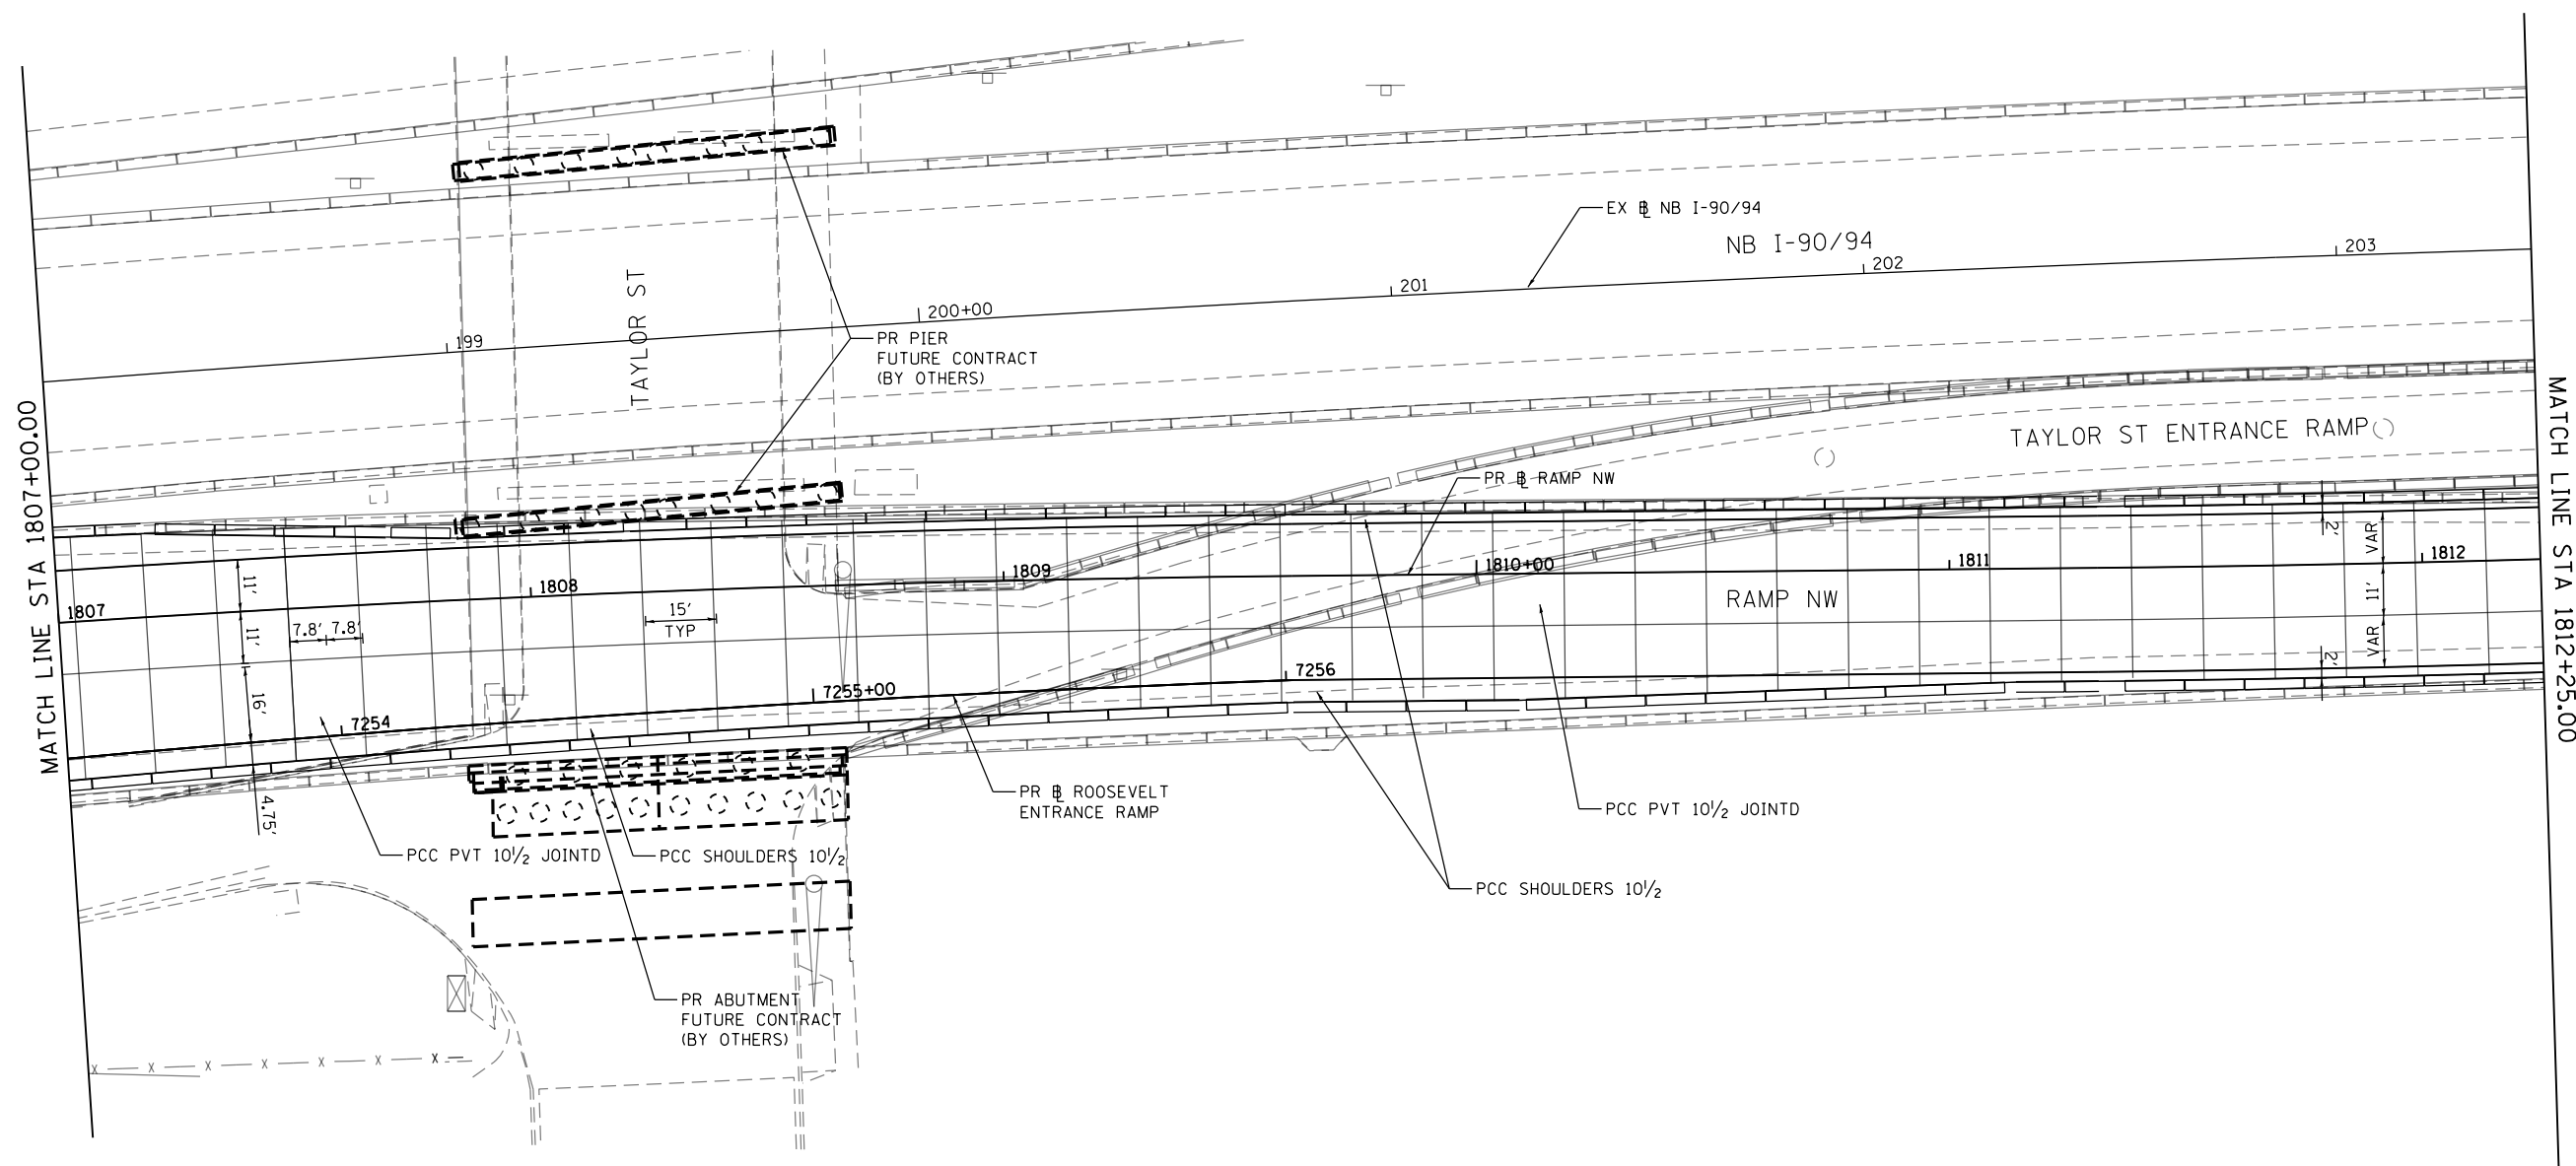 MATCH LINE STA 1807+00.00
EX ℄ NB I-90/94
NB I-90/94
199
200+00
201
202
203
TAYLOR ST
PR PIER
FUTURE CONTRACT
(BY OTHERS)
TAYLOR ST ENTRANCE RAMP
PR ℄ RAMP NW
1807
1808
1809
1810+00
1811
1812
RAMP NW
11'
11'
16'
4.75'
7.8'
7.8'
15'
TYP
2'
VAR
11'
VAR
2'
7254
7255+00
7256
PR ℄ ROOSEVELT
ENTRANCE RAMP
PCC PVT 10½ JOINTD
PCC PVT 10½ JOINTD
PCC SHOULDERS 10½
PCC SHOULDERS 10½
PR ABUTMENT
FUTURE CONTRACT
(BY OTHERS)
X X X X X X X
MATCH LINE STA 1812+25.00